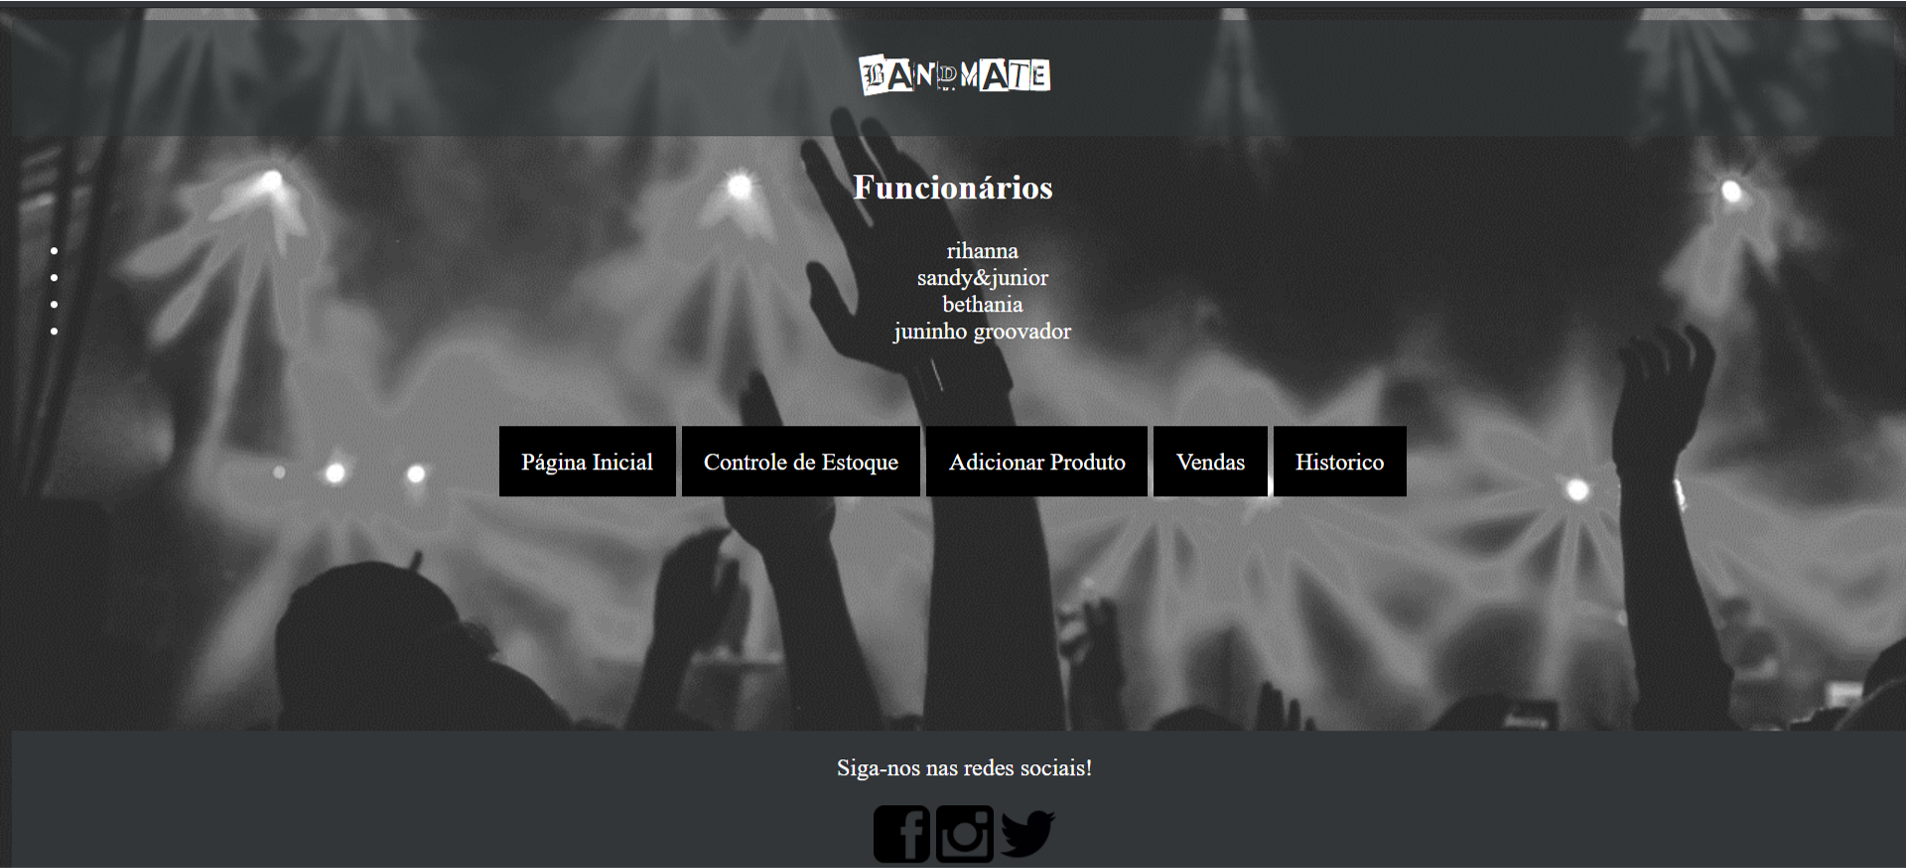 BANDMATE
Funcionários
rihanna
sandy&junior
bethania
juninho groovador
Página Inicial
Controle de Estoque
Adicionar Produto
Vendas
Historico
Siga-nos nas redes sociais!